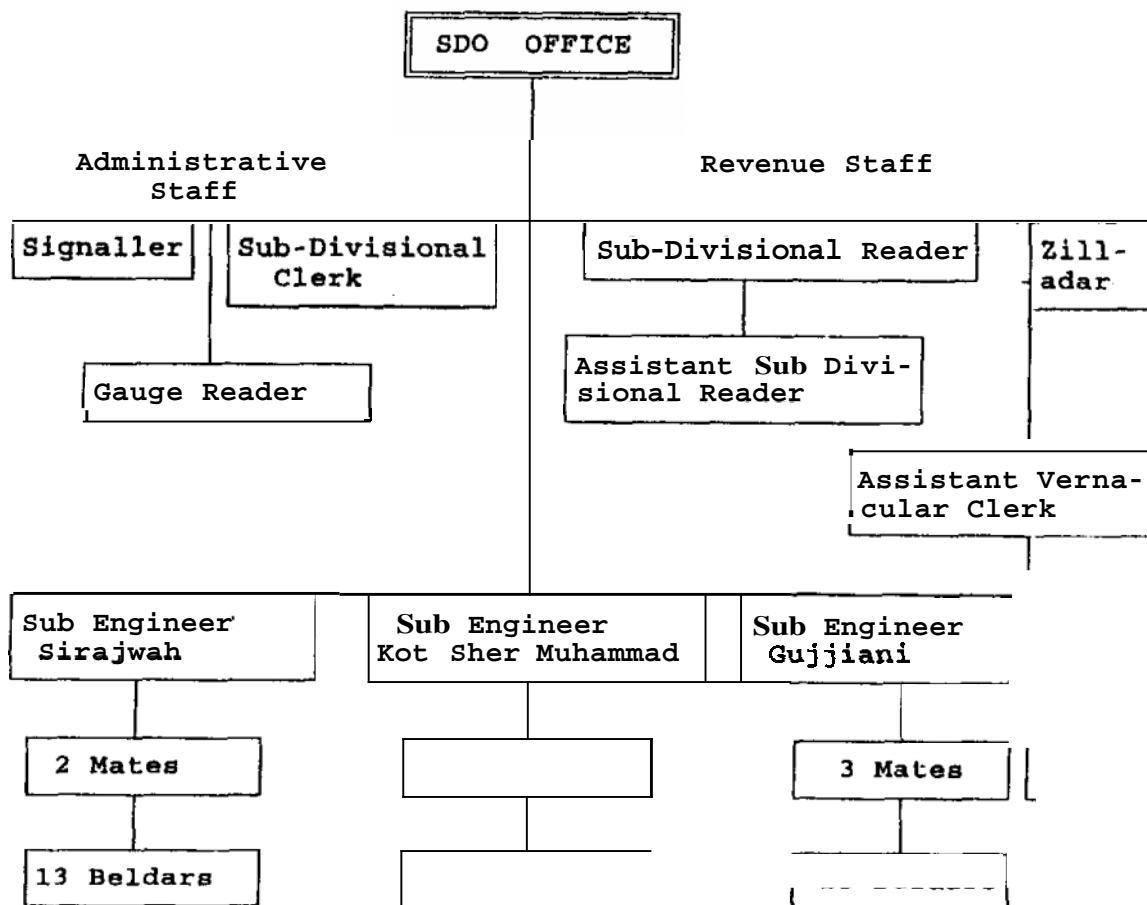 SDO OFFICE
Administrative
Staff
Revenue Staff
Signaller
Sub-Divisional
Clerk
Sub-Divisional Reader
Zill-
adar
Gauge Reader
Assistant Sub Divi-
sional Reader
Assistant Verna-
cular Clerk
Sub Engineer
Sirajwah
Sub Engineer
Kot Sher Muhammad
Sub Engineer
Gujjiani
2 Mates
3 Mates
13 Beldars